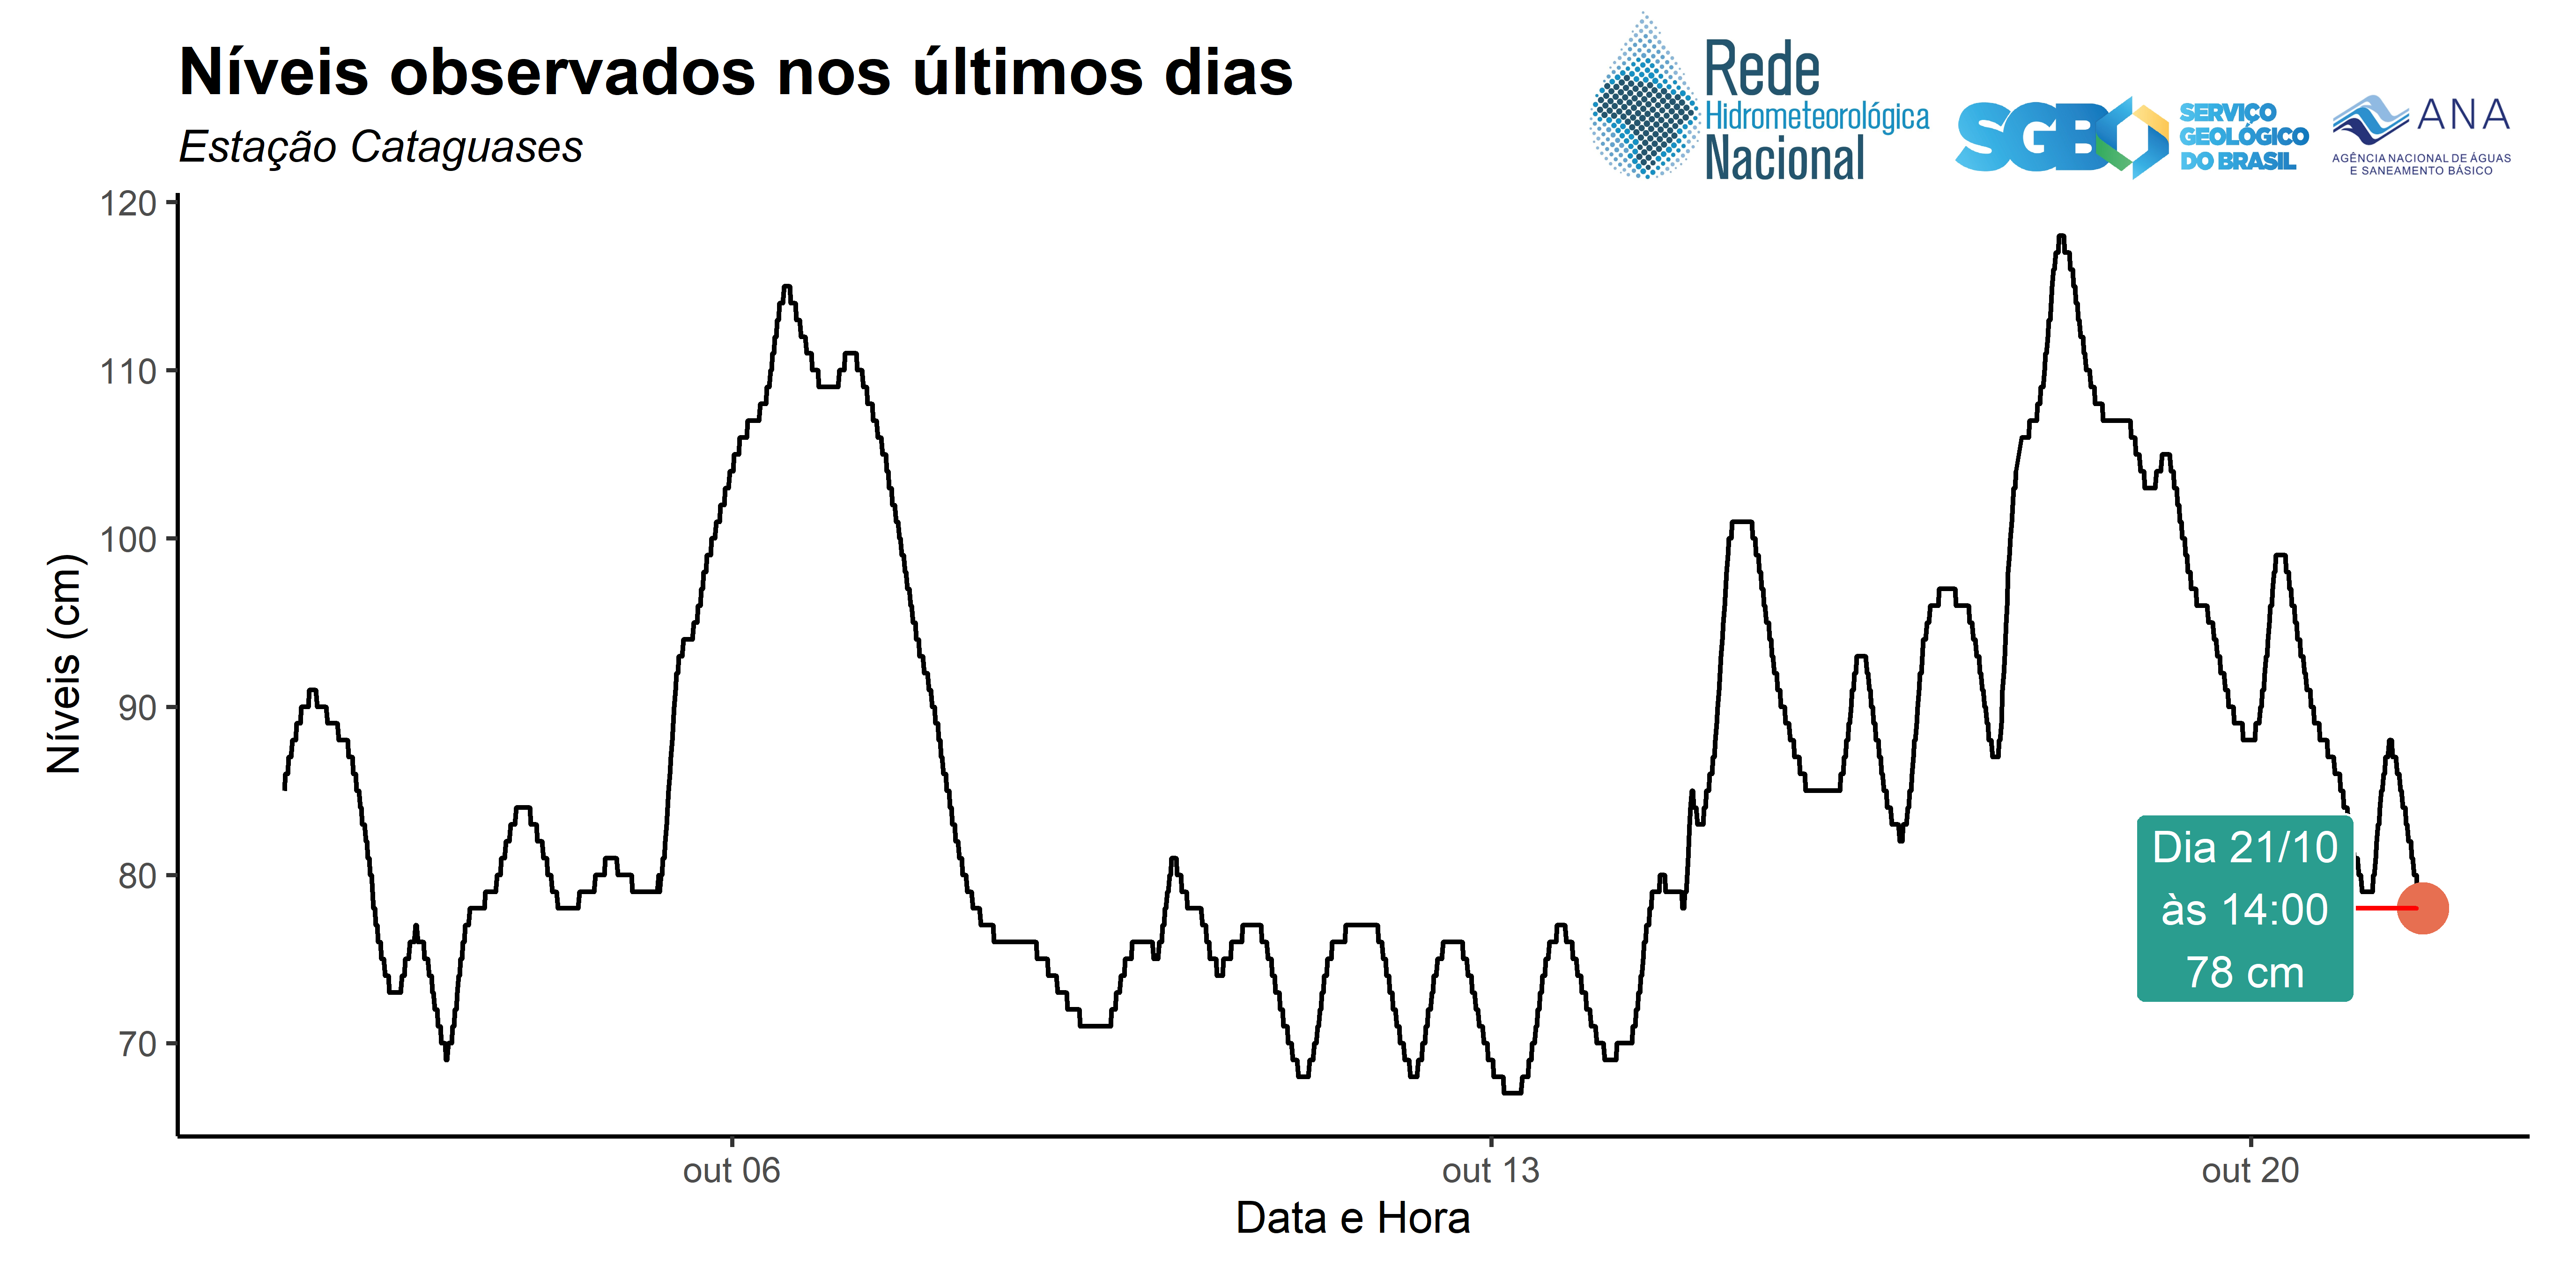 Níveis observados nos últimos dias
Estação Cataguases
Rede
Hidrometeorológica
Nacional
SGB
SERVIÇO
GEOLÓGICO
DO BRASIL
ANA
AGÊNCIA NACIONAL DE ÁGUAS
E SANEAMENTO BÁSICO
120
110
100
90
80
70
Níveis (cm)
Dia 21/10
às 14:00
78 cm
out 06
out 13
out 20
Data e Hora